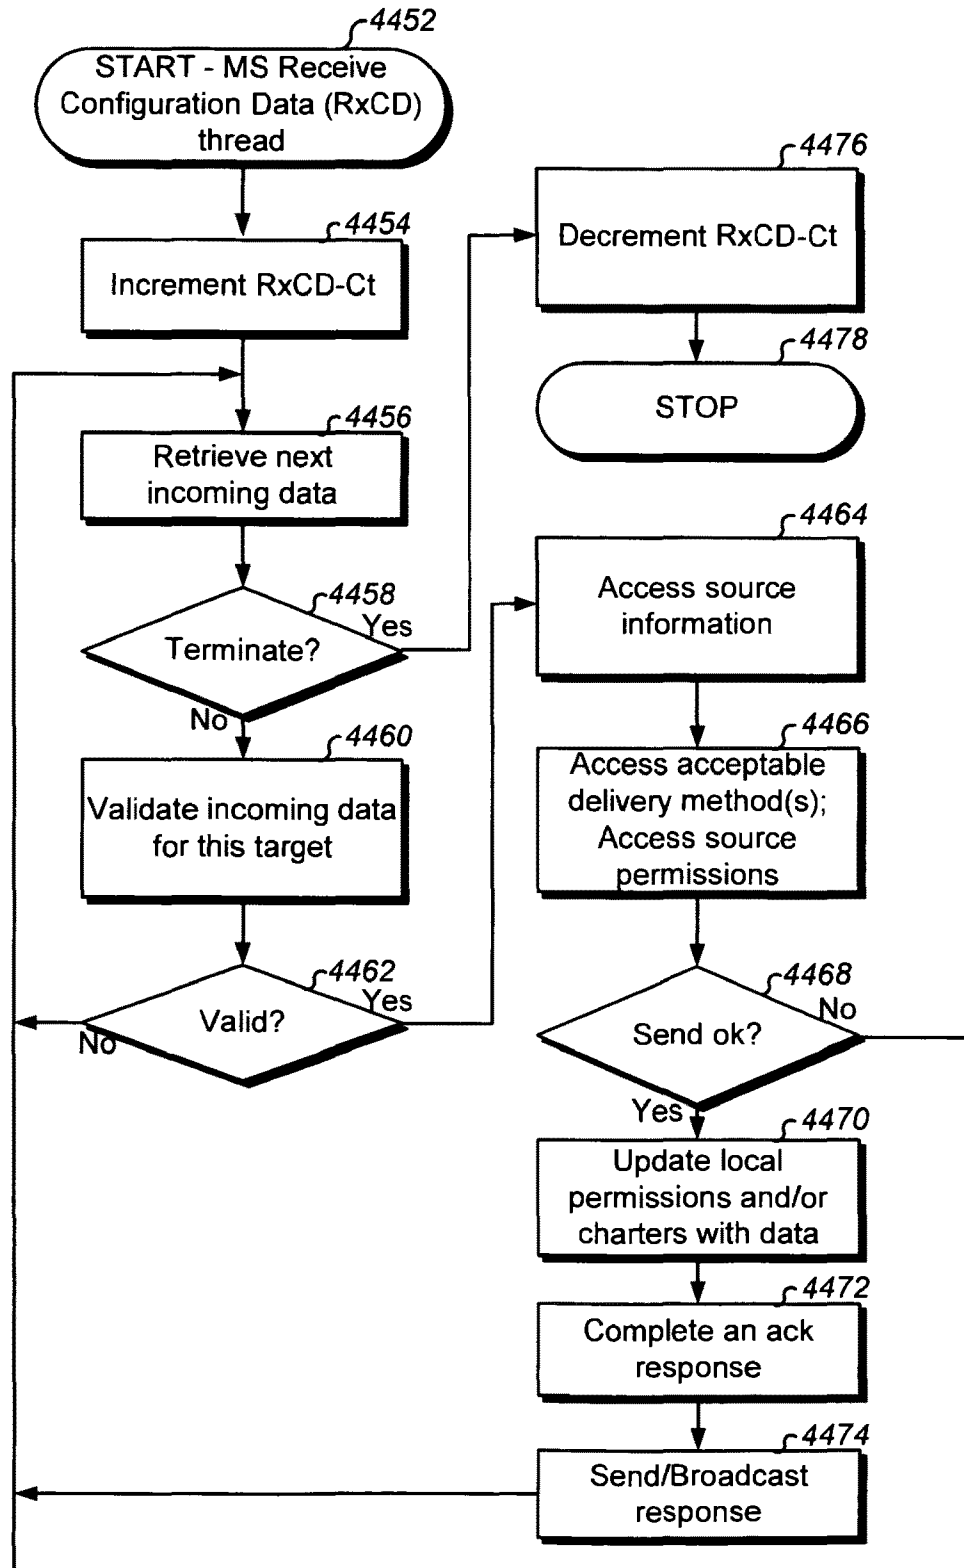 4452
START - MS Receive
Configuration Data (RxCD)
thread
4454
Increment RxCD-Ct
4456
Retrieve next
incoming data
4458
Yes
Terminate?
No
4460
Validate incoming data
for this target
4462
Yes
Valid?
No
4476
Decrement RxCD-Ct
4478
STOP
4464
Access source
information
4466
Access acceptable
delivery method(s);
Access source
permissions
4468
No
Send ok?
Yes
4470
Update local
permissions and/or
charters with data
4472
Complete an ack
response
4474
Send/Broadcast
response